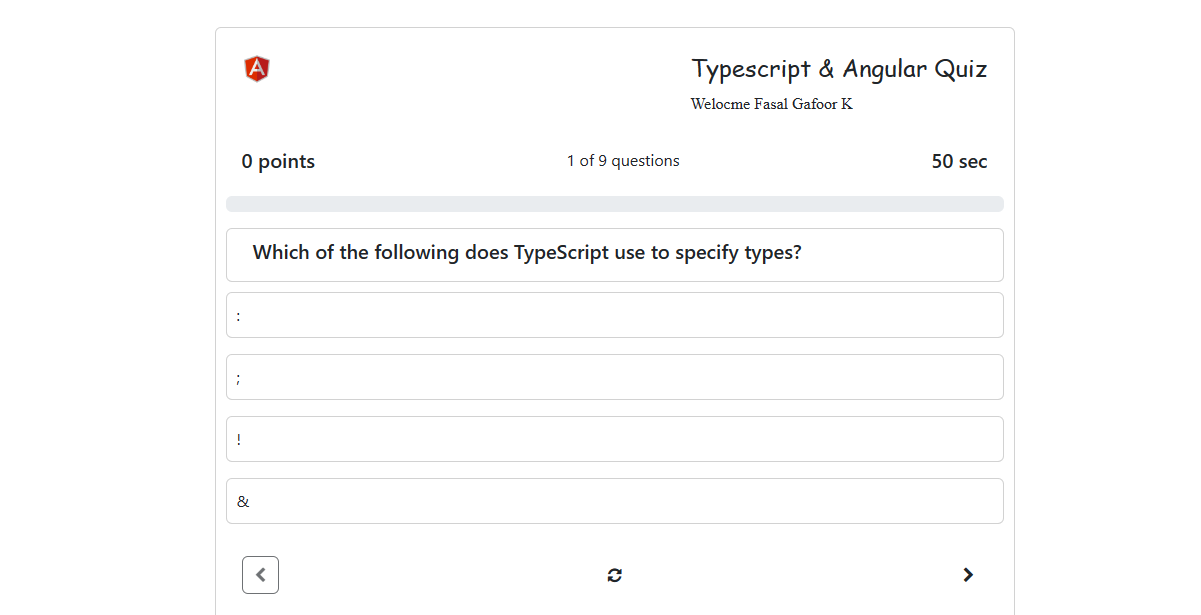 Typescript & Angular Quiz
Welocme Fasal Gafoor K
0 points 1 of 9 questions 50 sec
Which of the following does TypeScript use to specify types?
:
;
!
&